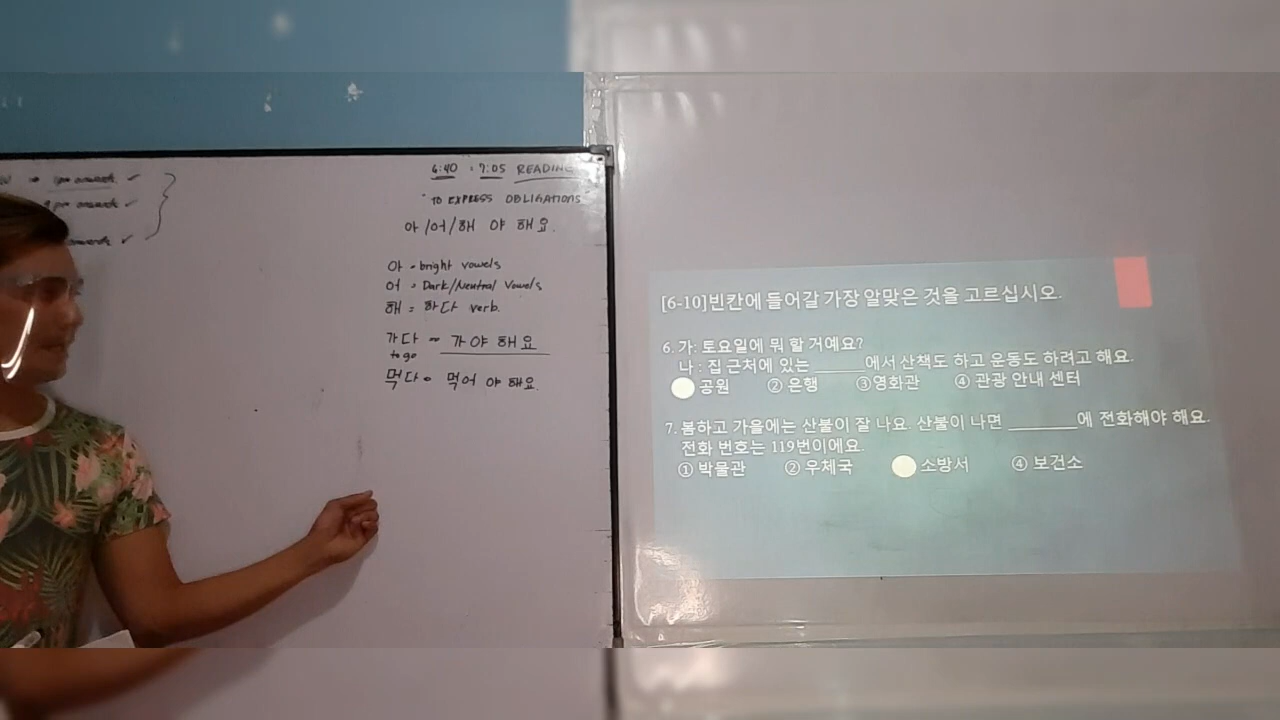 onwards ✓
onwards ✓
✓
6:40 : 7:05 READING
TO EXPRESS OBLIGATIONS
아/어/해 야 해요.
아 - bright vowels
어 = Dark/Neutral Vowels
해 = 하다 verb.
가다 = 가야 해요
to go
먹다 = 먹어 야 해요.
[6-10]빈칸에 들어갈 가장 알맞은 것을 고르십시오.
6. 가: 토요일에 뭐 할 거예요?
나 : 집 근처에 있는 ______에서 산책도 하고 운동도 하려고 해요.
공원 ② 은행 ③영화관 ④ 관광 안내 센터
7. 봄하고 가을에는 산불이 잘 나요. 산불이 나면 ________에 전화해야 해요.
전화 번호는 119번이에요.
① 박물관 ② 우체국 소방서 ④ 보건소